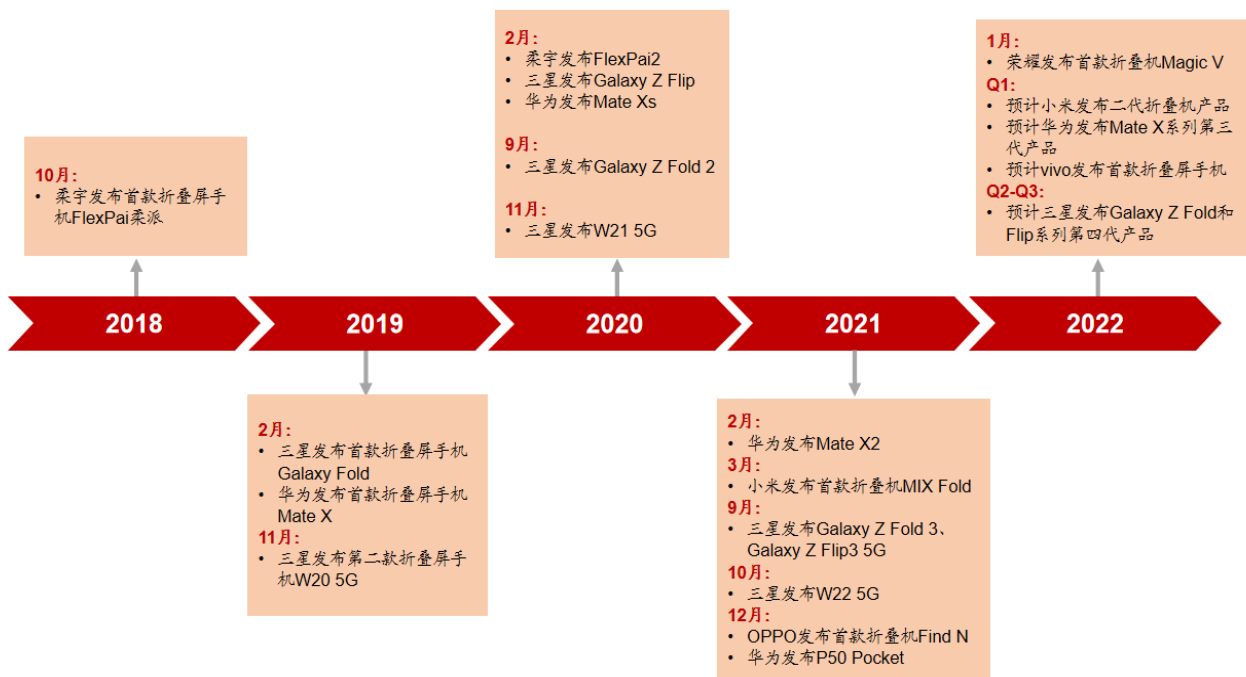 10月:
• 柔宇发布首款折叠屏手
机FlexPai柔派
2月:
• 柔宇发布FlexPai2
• 三星发布Galaxy Z Flip
• 华为发布Mate Xs
9月:
• 三星发布Galaxy Z Fold 2
11月:
• 三星发布W21 5G
1月:
• 荣耀发布首款折叠机Magic V
Q1:
• 预计小米发布二代折叠机产品
• 预计华为发布Mate X系列第三
代产品
• 预计vivo发布首款折叠屏手机
Q2-Q3:
• 预计三星发布Galaxy Z Fold和
Flip系列第四代产品
2018
2019
2020
2021
2022
2月:
• 三星发布首款折叠屏手机
Galaxy Fold
• 华为发布首款折叠屏手机
Mate X
11月:
• 三星发布第二款折叠屏手
机W20 5G
2月:
• 华为发布Mate X2
3月:
• 小米发布首款折叠机MIX Fold
9月:
• 三星发布Galaxy Z Fold 3、
Galaxy Z Flip3 5G
10月:
• 三星发布W22 5G
12月:
• OPPO发布首款折叠机Find N
• 华为发布P50 Pocket